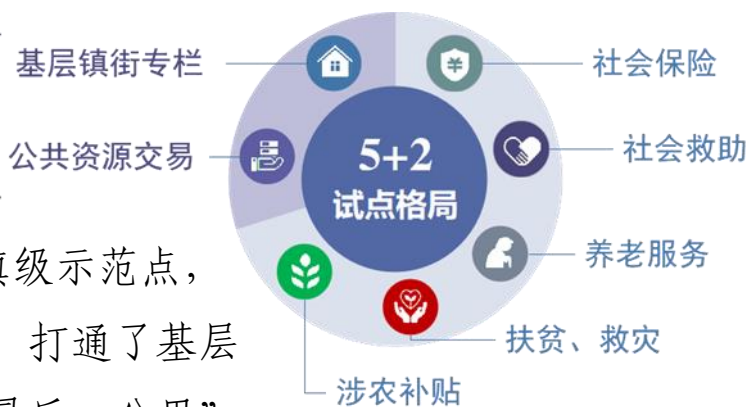 基层镇街专栏
社会保险
公共资源交易
5+2
试点格局
社会救助
养老服务
级示范点，
打通了基层
扶贫、救灾
涉农补贴
公里”